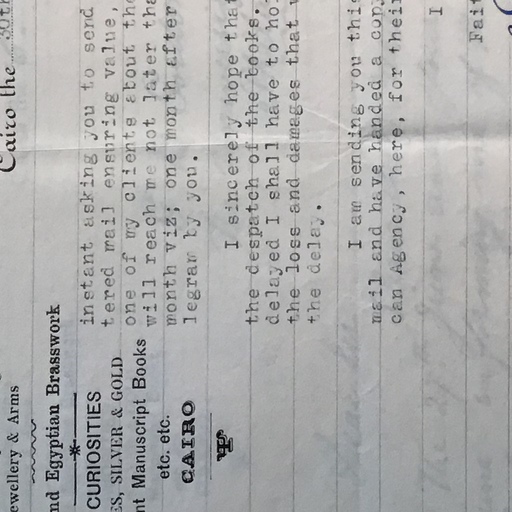 ewellery & Arms
Cairo the 30th
nd Egyptian Brasswork
CURIOSITIES
ES, SILVER & GOLD
nt Manuscript Books
etc. etc.
CAIRO
instant asking you to send
tered mail ensuring value,
one of my clients about the
will reach me not later tha
month viz; one month after
legram by you.
I sincerely hope that
the despatch of the books.
delayed I shall have to hol
the loss and damages that w
the delay.
I am sending you this
mail and have handed a copy
can Agency, here, for their
I
Fait